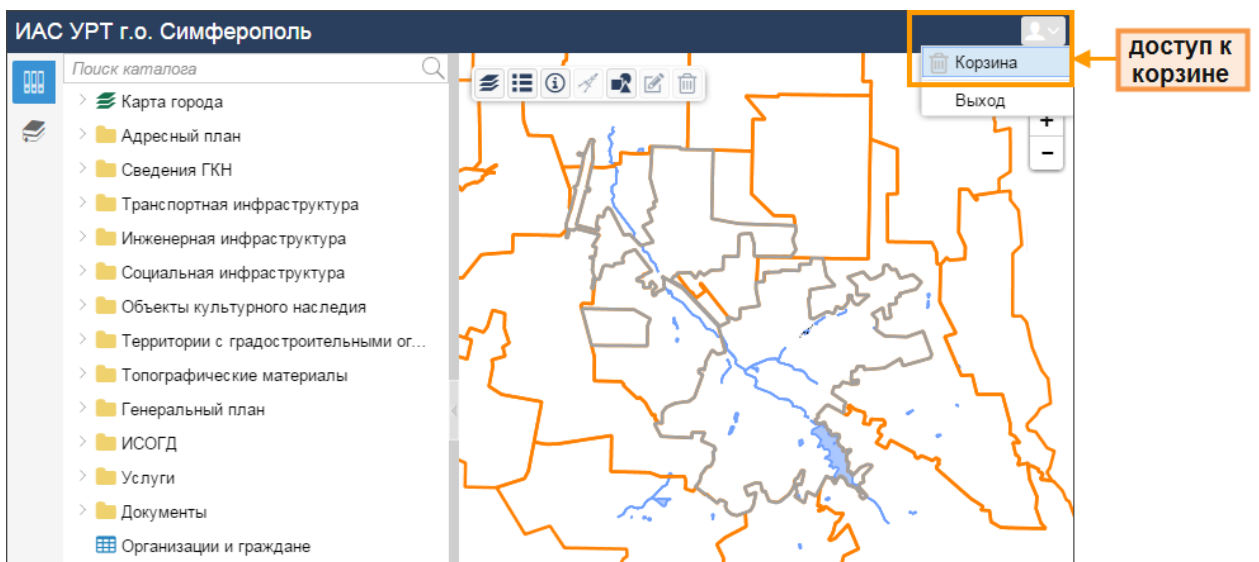 ИАС УРТ г.о. Симферополь
Поиск каталога
Карта города
Адресный план
Сведения ГКН
Транспортная инфраструктура
Инженерная инфраструктура
Социальная инфраструктура
Объекты культурного наследия
Территории с градостроительными ог...
Топографические материалы
Генеральный план
ИСОГД
Услуги
Документы
Организации и граждане
Корзина
Выход
+
-
доступ к
корзине